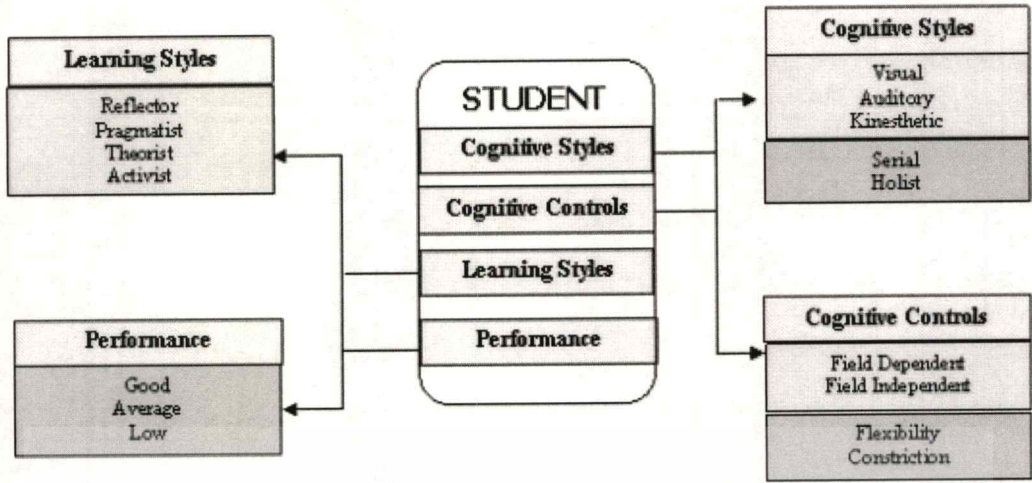 Learning Styles
Reflector
Pragmatist
Theorist
Activist
Performance
Good
Average
Low
STUDENT
Cognitive Styles
Cognitive Controls
Learning Styles
Performance
Cognitive Styles
Visual
Auditory
Kinesthetic
Serial
Holist
Cognitive Controls
Field Dependent
Field Independent
Flexibility
Constriction